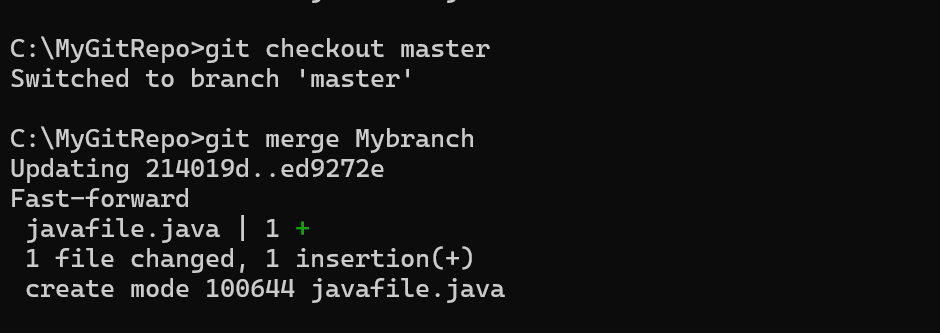 C:\MyGitRepo>git checkout master
Switched to branch 'master'
C:\MyGitRepo>git merge Mybranch
Updating 214019d..ed9272e
Fast-forward
 javafile.java | 1 +
 1 file changed, 1 insertion(+)
 create mode 100644 javafile.java